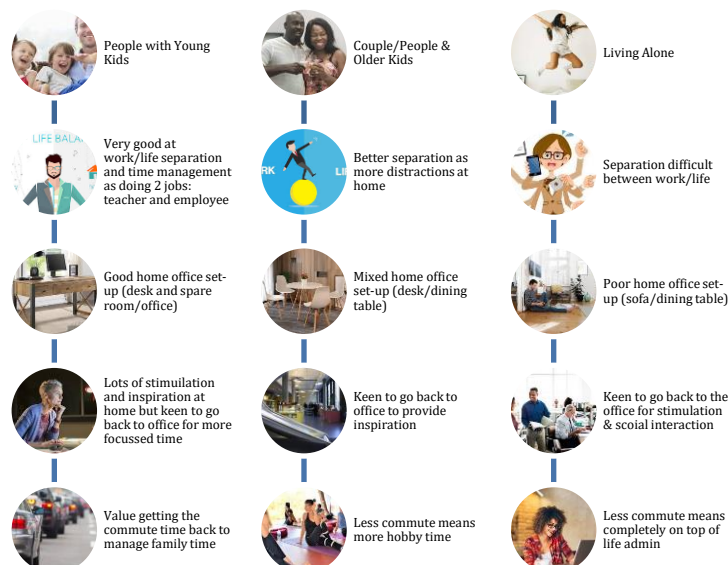 People with Young
Kids
Couple/People &
Older Kids
Living Alone
LIFE BALA
Very good at
work/life separation
and time management
as doing 2 jobs:
teacher and employee
RK
LI
Better separation as
more distractions at
home
Separation difficult
between work/life
Good home office set-
up (desk and spare
room/office)
Mixed home office
set-up (desk/dining
table)
Poor home office set-
up (sofa/dining table)
Lots of stimuilation
and inspiration at
home but keen to go
back to office for more
focussed time
Keen to go back to
office to provide
inspiration
Keen to go back to the
office for stimulation
& scoial interaction
Value getting the
commute time back to
manage family time
Less commute means
more hobby time
Less commute means
completely on top of
life admin